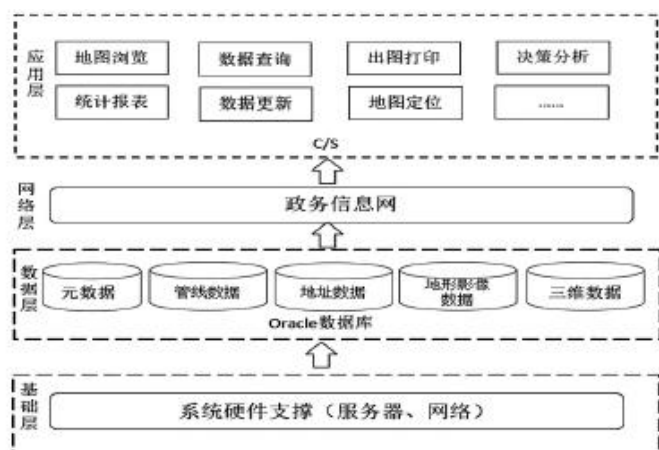 应用层
地图浏览
数据查询
出图打印
决策分析
统计报表
数据更新
地图定位
……
C/S
网络层
政务信息网
数据层
元数据
管线数据
地址数据
地形影像
数据
三维数据
Oracle数据库
基础层
系统硬件支撑（服务器、网络）